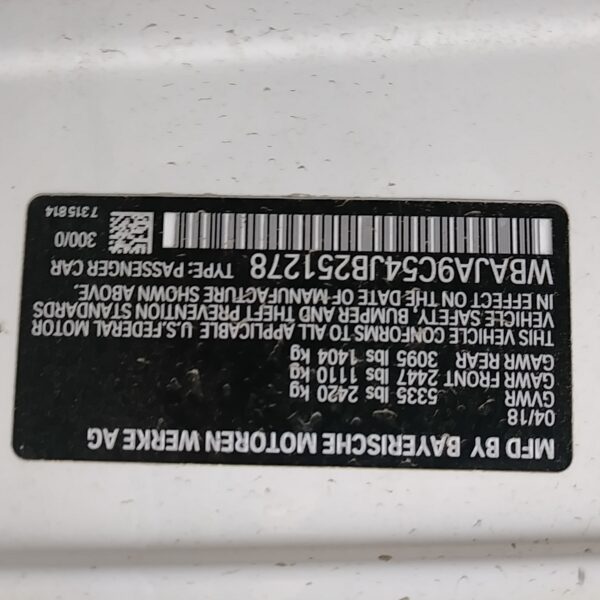 MFD BY BAYERISCHE MOTOREN WERKE AG
04/18
GVWR 5335 lbs 2420 kg
GAWR FRONT 2447 lbs 1110 kg
GAWR REAR 3095 lbs 1404 kg
THIS VEHICLE CONFORMS TO ALL APPLICABLE U.S.FEDERAL MOTOR
VEHICLE SAFETY, BUMPER AND THEFT PREVENTION STANDARDS
IN EFFECT ON THE DATE OF MANUFACTURE SHOWN ABOVE.
WBAJA9C54JB251278 TYPE: PASSENGER CAR
300/0
7315814